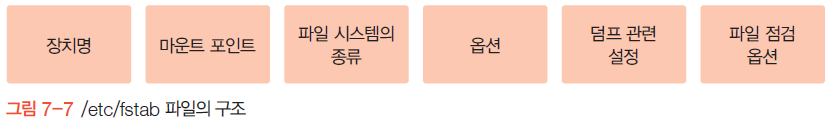 장치명
마운트 포인트
파일 시스템의
종류
옵션
덤프 관련
설정
파일 점검
옵션
그림 7-7 /etc/fstab 파일의 구조